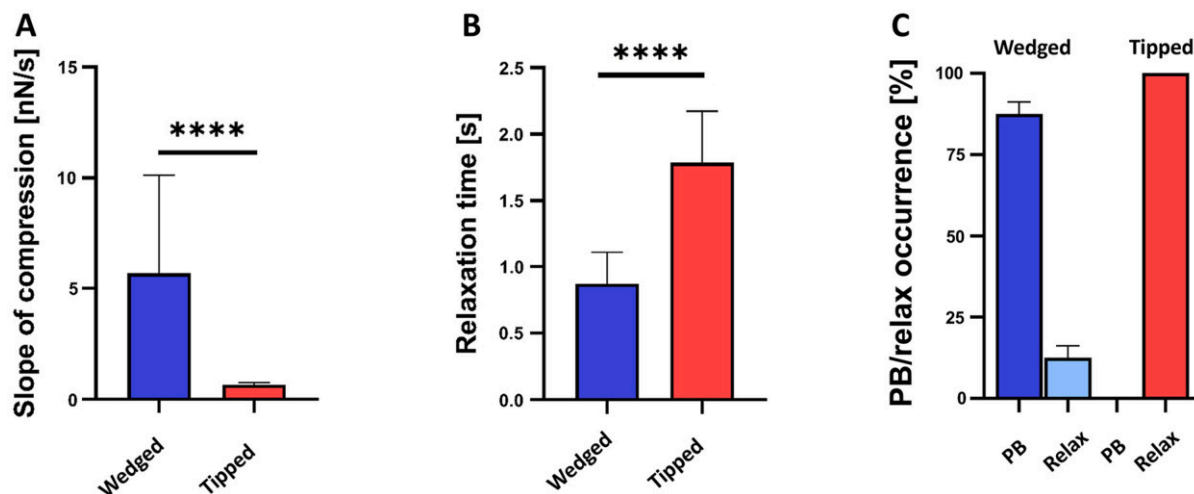 A
Slope of compression [nN/s]
15
10
5
0
****
Wedged
Tipped
B
Relaxation time [s]
2.5
2.0
1.5
1.0
0.5
0.0
****
Wedged
Tipped
C
Wedged Tipped
PB/relax occurrence [%]
100
75
50
25
0
PB
Relax
PB
Relax